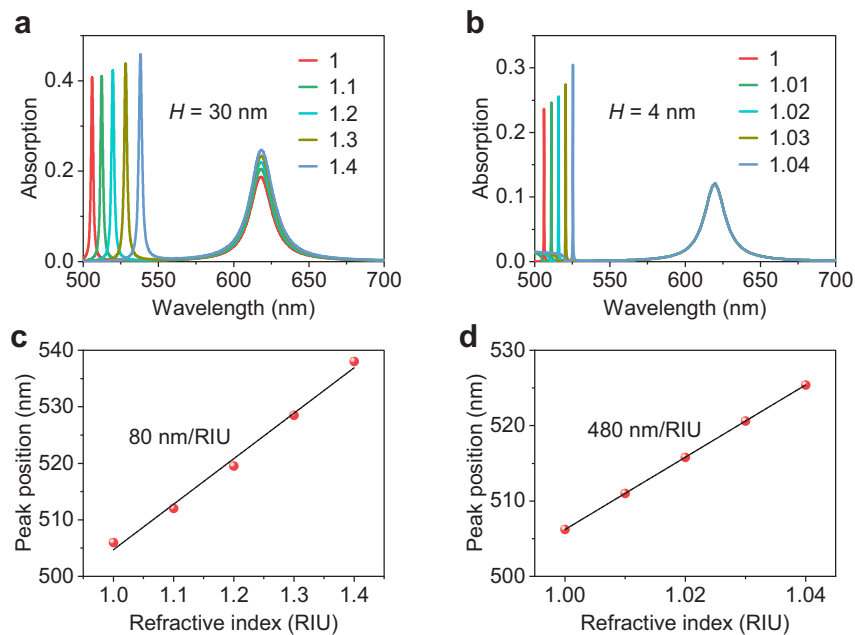 a
Absorption
0.4
0.2
0.0
H = 30 nm
1
1.1
1.2
1.3
1.4
500 550 600 650 700
Wavelength (nm)
b
Absorption
0.3
0.2
0.1
0.0
H = 4 nm
1
1.01
1.02
1.03
1.04
500 550 600 650 700
Wavelength (nm)
c
Peak position (nm)
540
530
520
510
500
80 nm/RIU
1.0 1.1 1.2 1.3 1.4
Refractive index (RIU)
d
Peak position (nm)
530
520
510
500
480 nm/RIU
1.00 1.02 1.04
Refractive index (RIU)